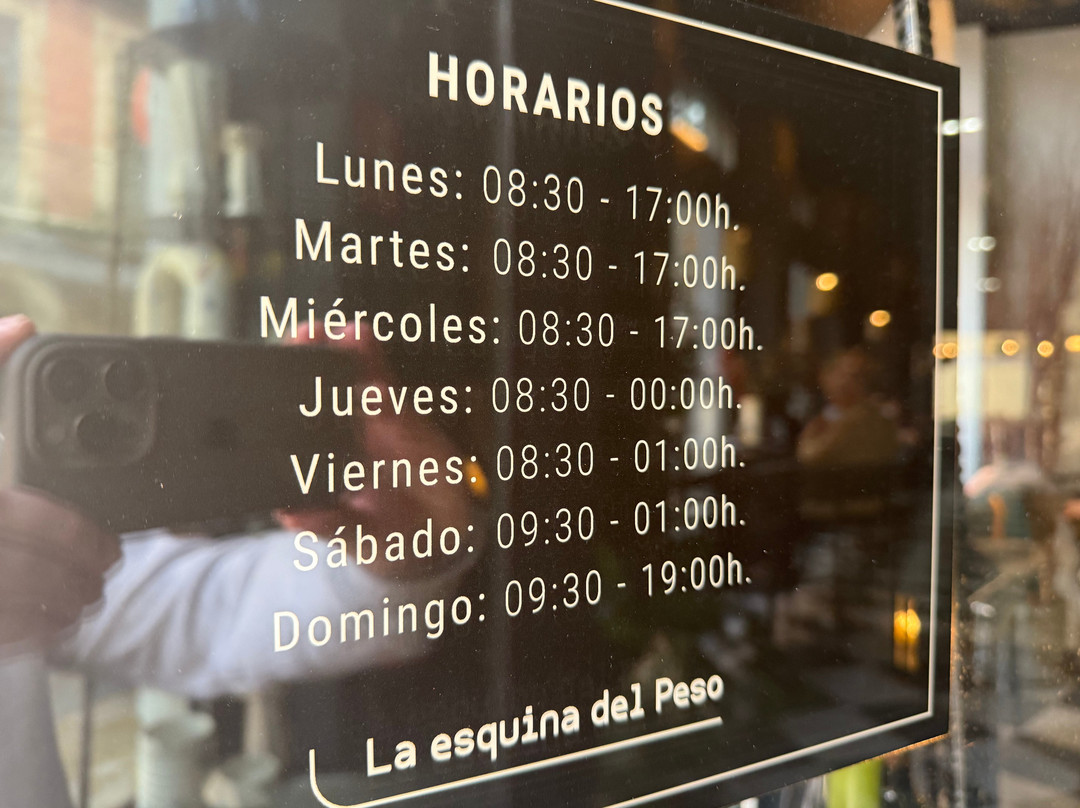 HORARIOS
Lunes: 08:30 - 17:00h.
Martes: 08:30 - 17:00h.
Miércoles: 08:30 - 17:00h.
Jueves: 08:30 - 00:00h.
Viernes: 08:30 - 01:00h.
Sábado: 09:30 - 01:00h.
Domingo: 09:30 - 19:00h.
La esquina del Peso